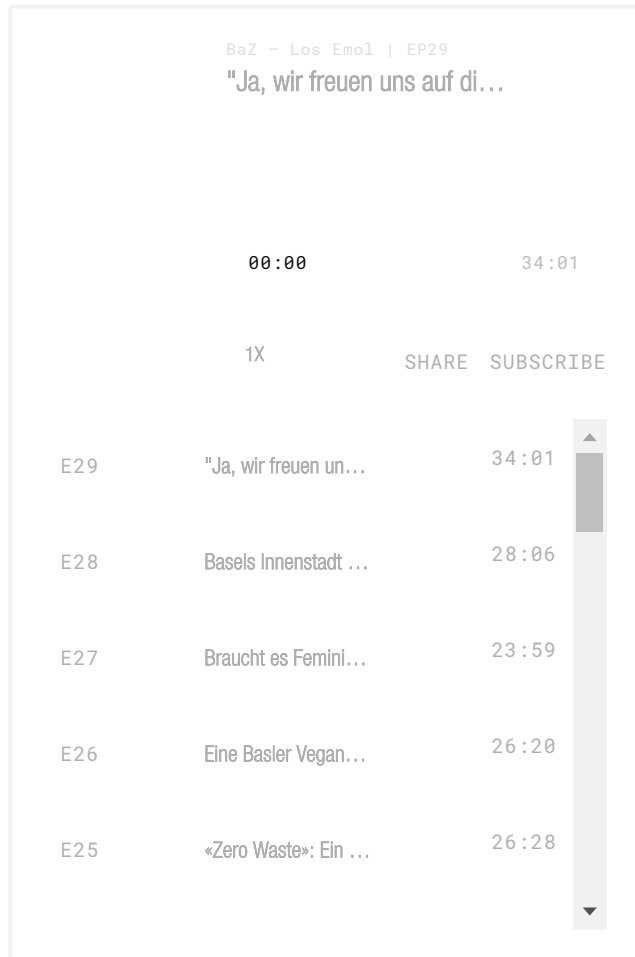 BaZ — Los Emol | EP29
"Ja, wir freuen uns auf di...
00:00 34:01
1X SHARE SUBSCRIBE
E29 "Ja, wir freuen un... 34:01
E28 Basels Innenstadt ... 28:06
E27 Braucht es Femini... 23:59
E26 Eine Basler Vegan... 26:20
E25 «Zero Waste»: Ein ... 26:28